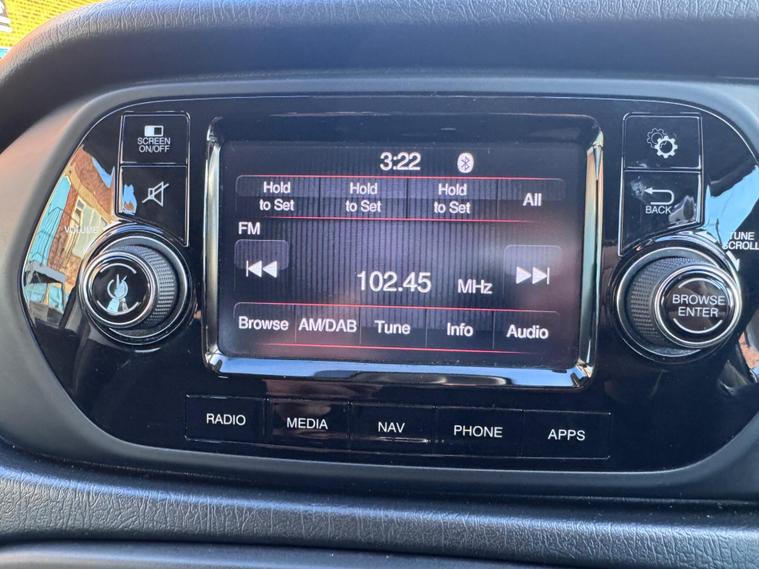 SCREEN
ON/OFF
3:22
Hold
to Set
Hold
to Set
Hold
to Set
All
BACK
VOLUME
FM
TUNE
SCROLL
102.45 MHz
BROWSE
ENTER
Browse AM/DAB Tune Info Audio
RADIO MEDIA NAV PHONE APPS